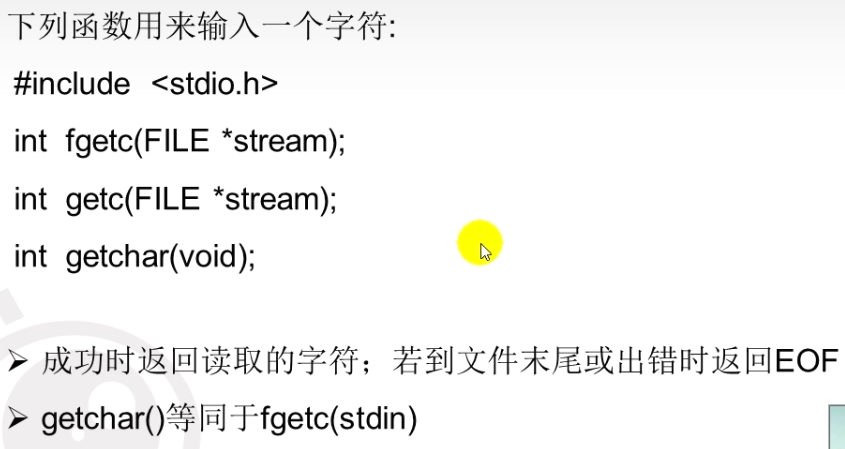 下列函数用来输入一个字符:
#include <stdio.h>
int fgetc(FILE *stream);
int getc(FILE *stream);
int getchar(void);
➢ 成功时返回读取的字符；若到文件末尾或出错时返回EOF
➢ getchar()等同于fgetc(stdin)